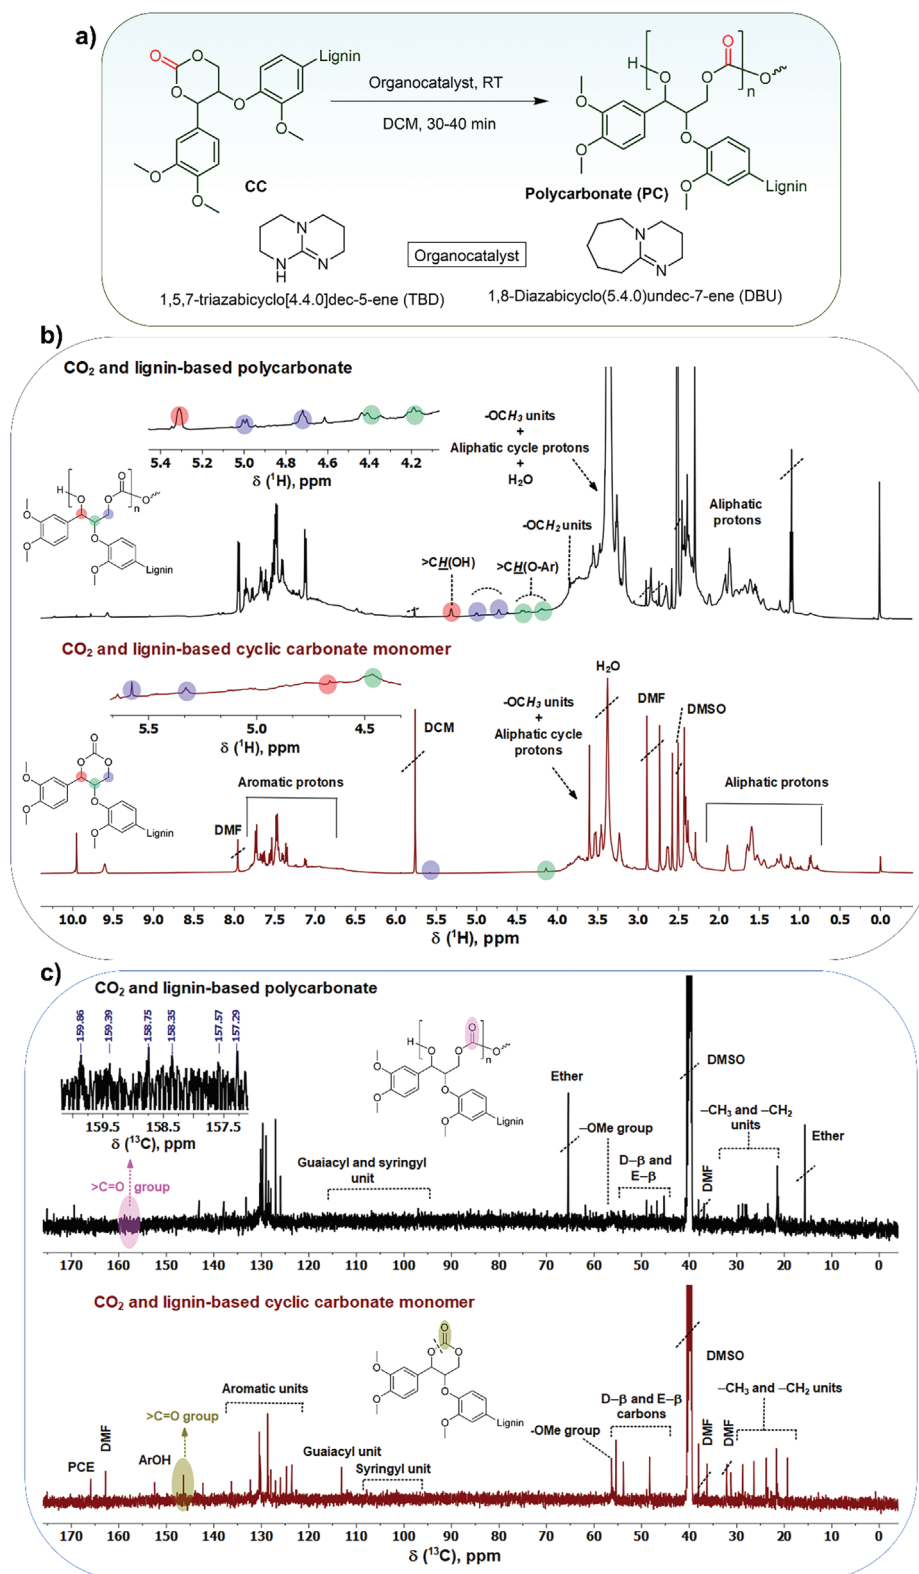 a)
O
O
O
O
O
Lignin
O
O
CC
Organocatalyst, RT
DCM, 30-40 min
H
O
O
O
O
n
O
O
O
O
Lignin
Polycarbonate (PC)
N
N
H
N
Organocatalyst
N
N
1,5,7-triazabicyclo[4.4.0]dec-5-ene (TBD)
1,8-Diazabicyclo(5.4.0)undec-7-ene (DBU)
b)
CO₂ and lignin-based polycarbonate
5.4 5.2 5.0 4.8 4.6 4.4 4.2
δ (¹H), ppm
-OCH₃ units
+
Aliphatic cycle protons
+
H₂O
-OCH₂ units
>CH(OH)
>CH(O-Ar)
Aliphatic
protons
H
O
O
O
O
n
O
O
O
O
Lignin
CO₂ and lignin-based cyclic carbonate monomer
5.5 5.0 4.5
δ (¹H), ppm
O
O
O
O
O
O
O
Lignin
DMF
Aromatic protons
DCM
-OCH₃ units
+
Aliphatic cycle
protons
H₂O
DMF
DMSO
Aliphatic protons
10.0 9.5 9.0 8.5 8.0 7.5 7.0 6.5 6.0 5.5 5.0 4.5 4.0 3.5 3.0 2.5 2.0 1.5 1.0 0.5 0.0
δ (¹H), ppm
c)
CO₂ and lignin-based polycarbonate
159.86
159.39
158.75
158.35
157.57
157.29
159.5 158.5 157.5
δ (¹³C), ppm
>C=O group
H
O
O
O
O
n
O
O
O
O
Lignin
Guaiacyl and syringyl
unit
Ether
–OMe group
D–β and
E–β
DMSO
DMF
–CH₃ and –CH₂
units
Ether
170 160 150 140 130 120 110 100 90 80 70 60 50 40 30 20 10 0
CO₂ and lignin-based cyclic carbonate monomer
O
O
O
O
O
O
O
Lignin
PCE
DMF
ArOH
>C=O group
Aromatic units
Guaiacyl unit
Syringyl unit
-OMe group
D–β and E–β
carbons
DMSO
DMF
DMF
–CH₃ and –CH₂ units
170 160 150 140 130 120 110 100 90 80 70 60 50 40 30 20 10 0
δ (¹³C), ppm